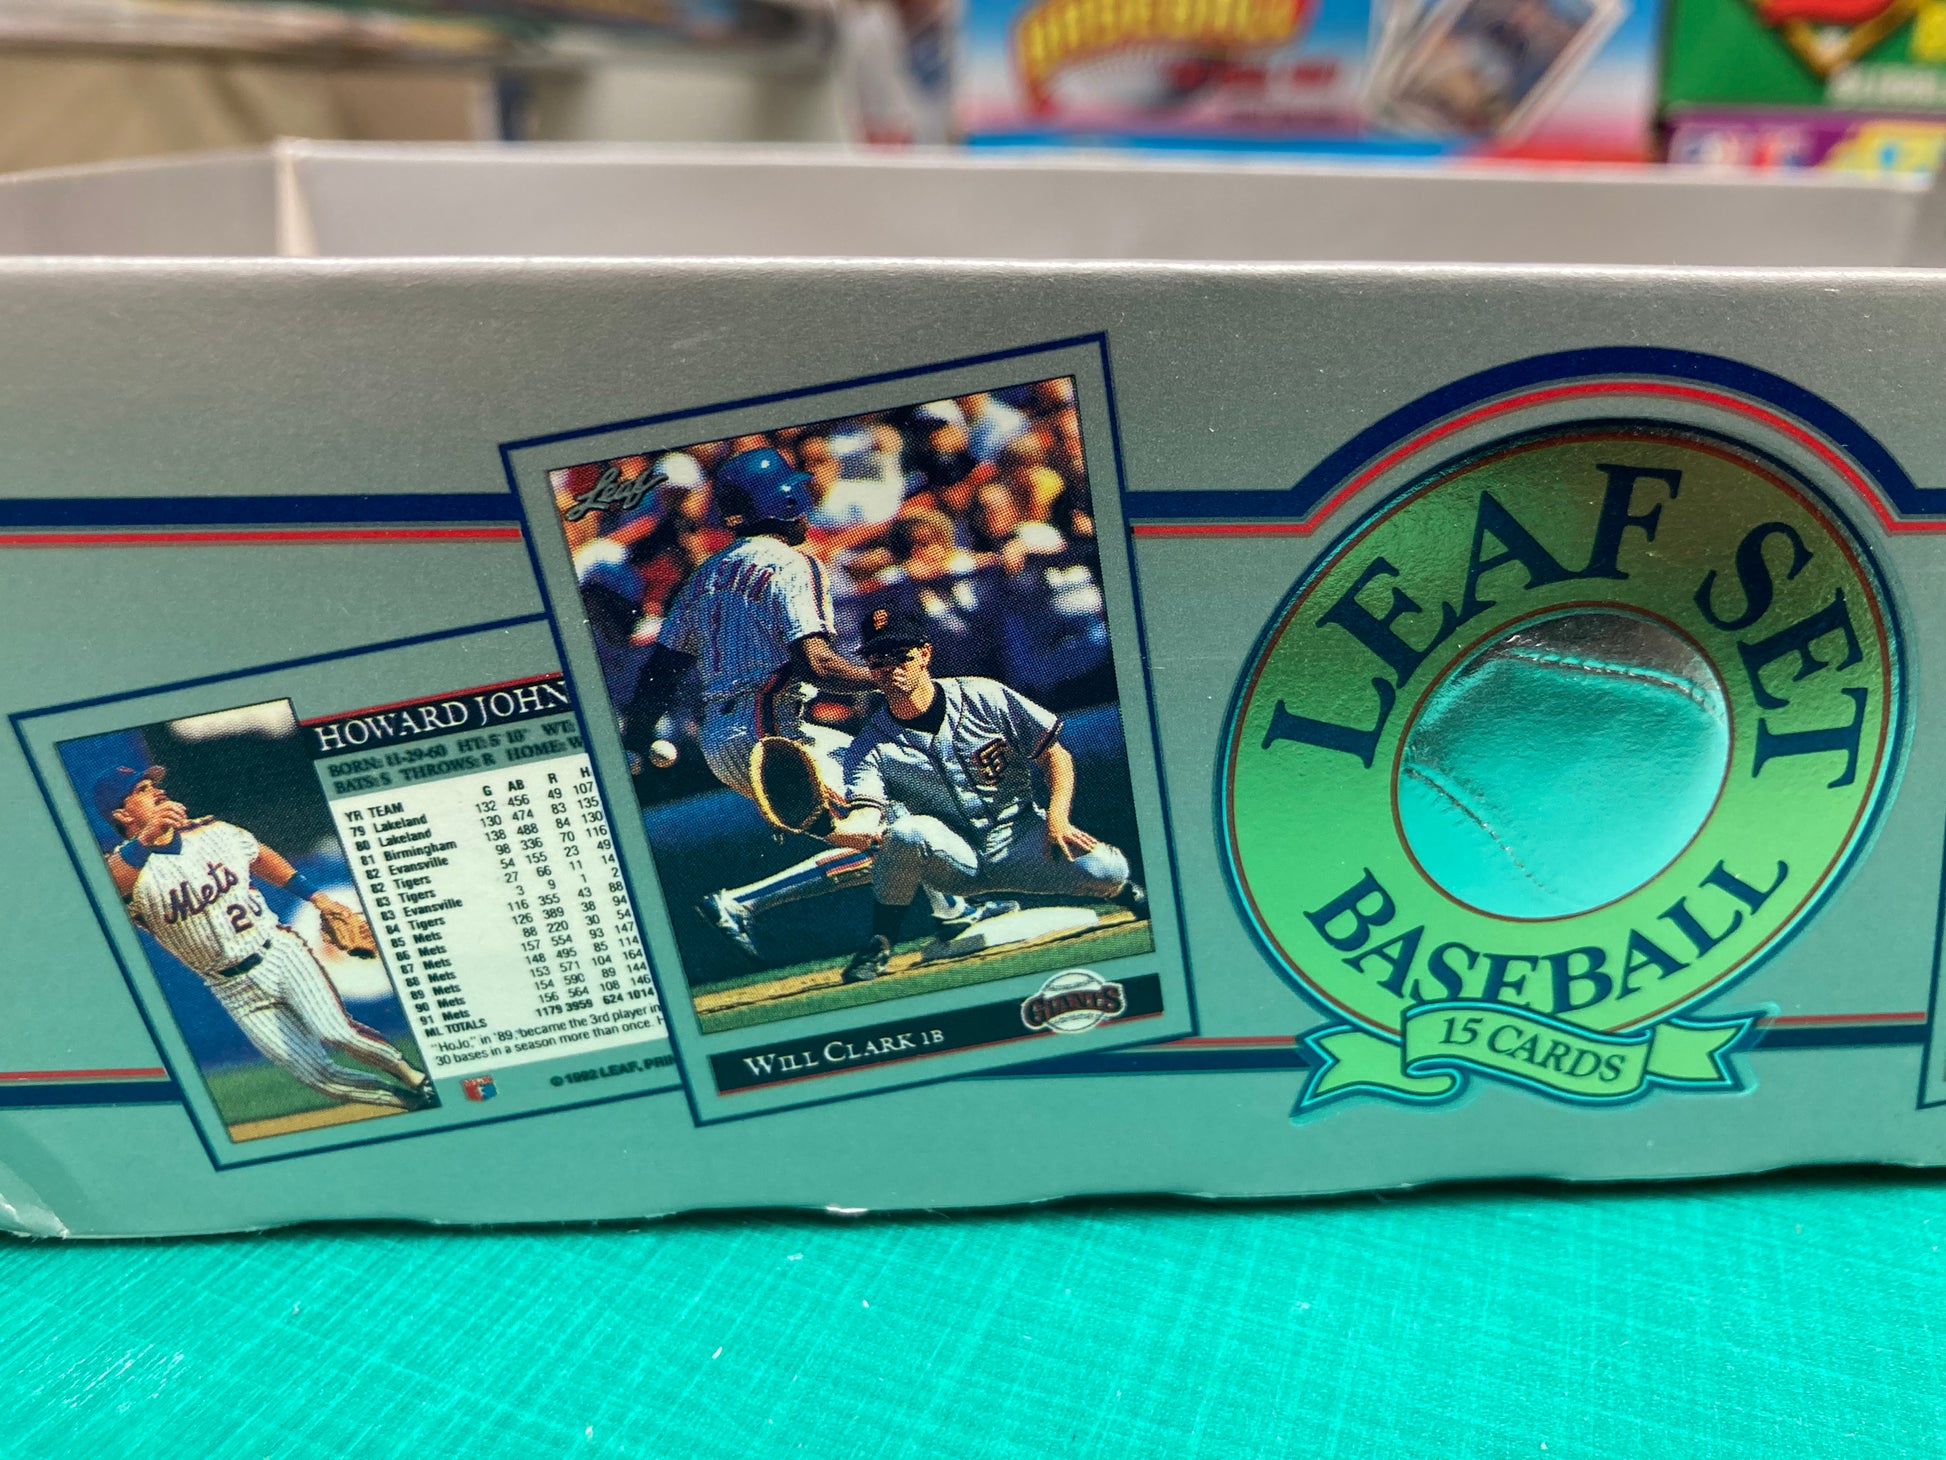 BASEBALL
Leaf
LEAF SET
BASEBALL
15 CARDS
GIANTS
WILL CLARK 1B
Mets
HOWARD JOHN
BORN: 11-29-60 HT: 5' 10" WT:
BATS: S THROWS: R HOME: W
YR TEAM G AB R H
79 Lakeland 132 456 49 107
80 Lakeland 130 474 83 135
81 Birmingham 138 488 84 130
82 Evansville 98 336 70 116
82 Tigers 54 155 23 49
83 Tigers 27 66 11 14
83 Evansville 3 9 1 2
84 Tigers 116 355 43 88
85 Mets 126 389 38 94
86 Mets 88 220 30 54
87 Mets 157 554 93 147
88 Mets 148 495 85 114
89 Mets 153 571 104 164
90 Mets 154 590 89 144
91 Mets 156 564 108 146
ML TOTALS 1179 3959 624 1014
"HoJo," in '89, became the 3rd player in
30 bases in a season more than once. H
© 1992 LEAF, PRI